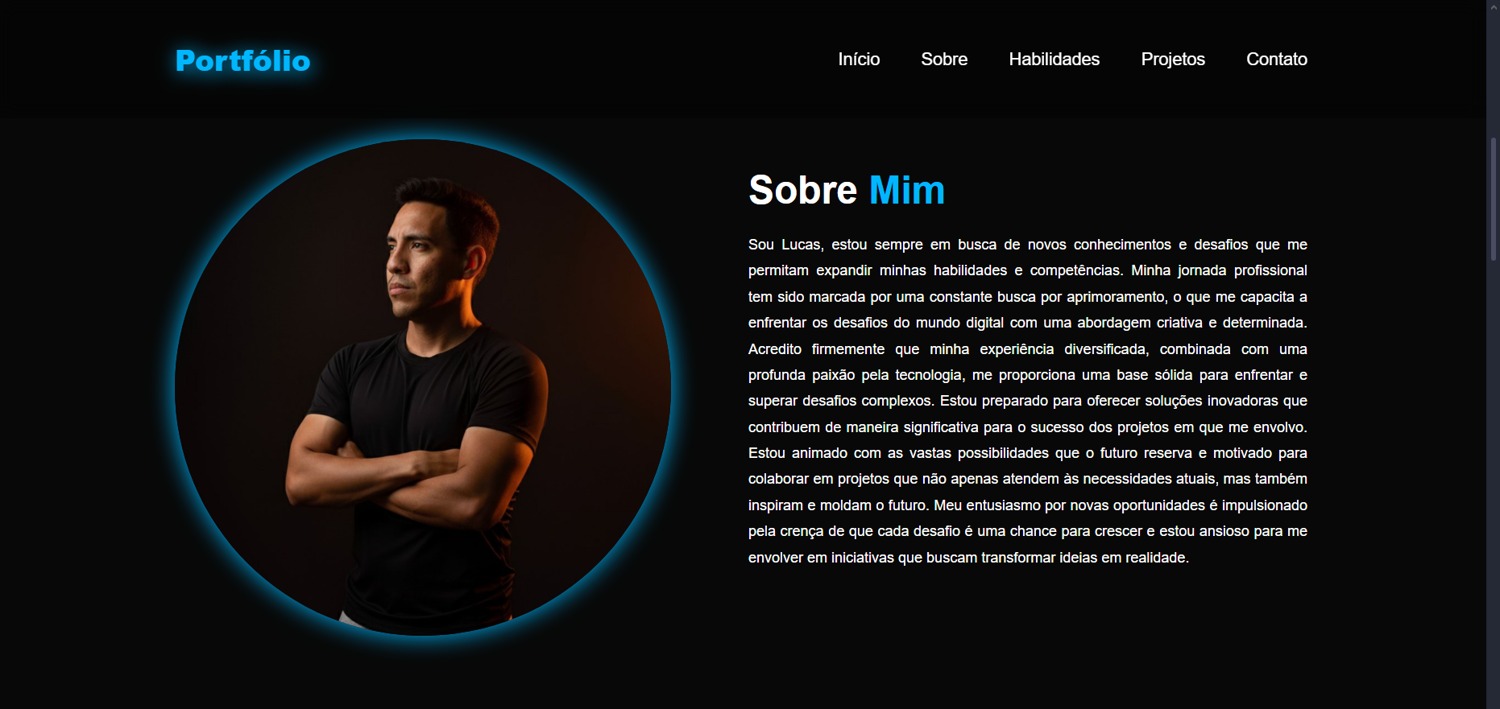 Portfólio
Início Sobre Habilidades Projetos Contato
Sobre Mim
Sou Lucas, estou sempre em busca de novos conhecimentos e desafios que me
permitam expandir minhas habilidades e competências. Minha jornada profissional
tem sido marcada por uma constante busca por aprimoramento, o que me capacita a
enfrentar os desafios do mundo digital com uma abordagem criativa e determinada.
Acredito firmemente que minha experiência diversificada, combinada com uma
profunda paixão pela tecnologia, me proporciona uma base sólida para enfrentar e
superar desafios complexos. Estou preparado para oferecer soluções inovadoras que
contribuem de maneira significativa para o sucesso dos projetos em que me envolvo.
Estou animado com as vastas possibilidades que o futuro reserva e motivado para
colaborar em projetos que não apenas atendem às necessidades atuais, mas também
inspiram e moldam o futuro. Meu entusiasmo por novas oportunidades é impulsionado
pela crença de que cada desafio é uma chance para crescer e estou ansioso para me
envolver em iniciativas que buscam transformar ideias em realidade.